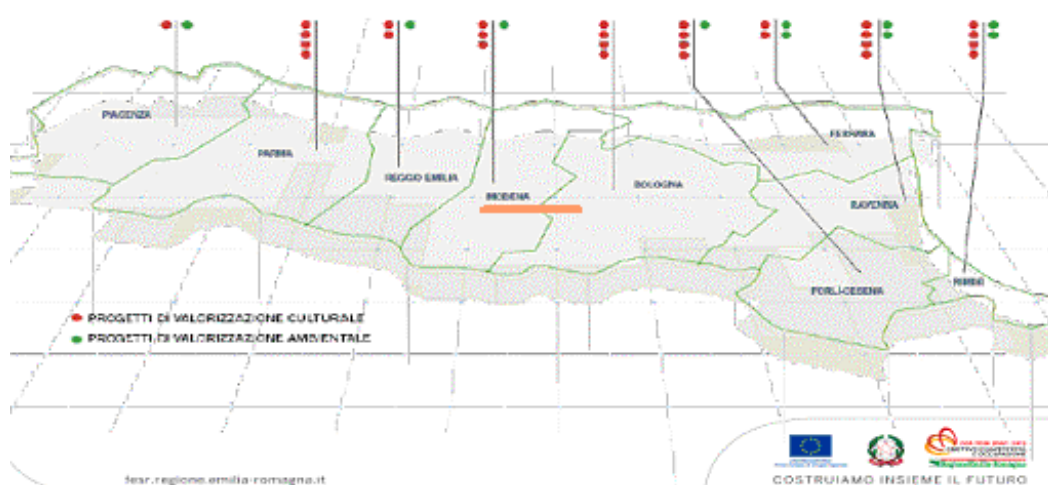 PIACENZA
PARMA
REGGIO EMILIA
MODENA
BOLOGNA
FERRARA
RAVENNA
FORLI-CESENA
RIMINI
PROGETTI DI VALORIZZAZIONE CULTURALE
PROGETTI DI VALORIZZAZIONE AMBIENTALE
fesr.regione.emilia-romagna.it
COSTRUIAMO INSIEME IL FUTURO